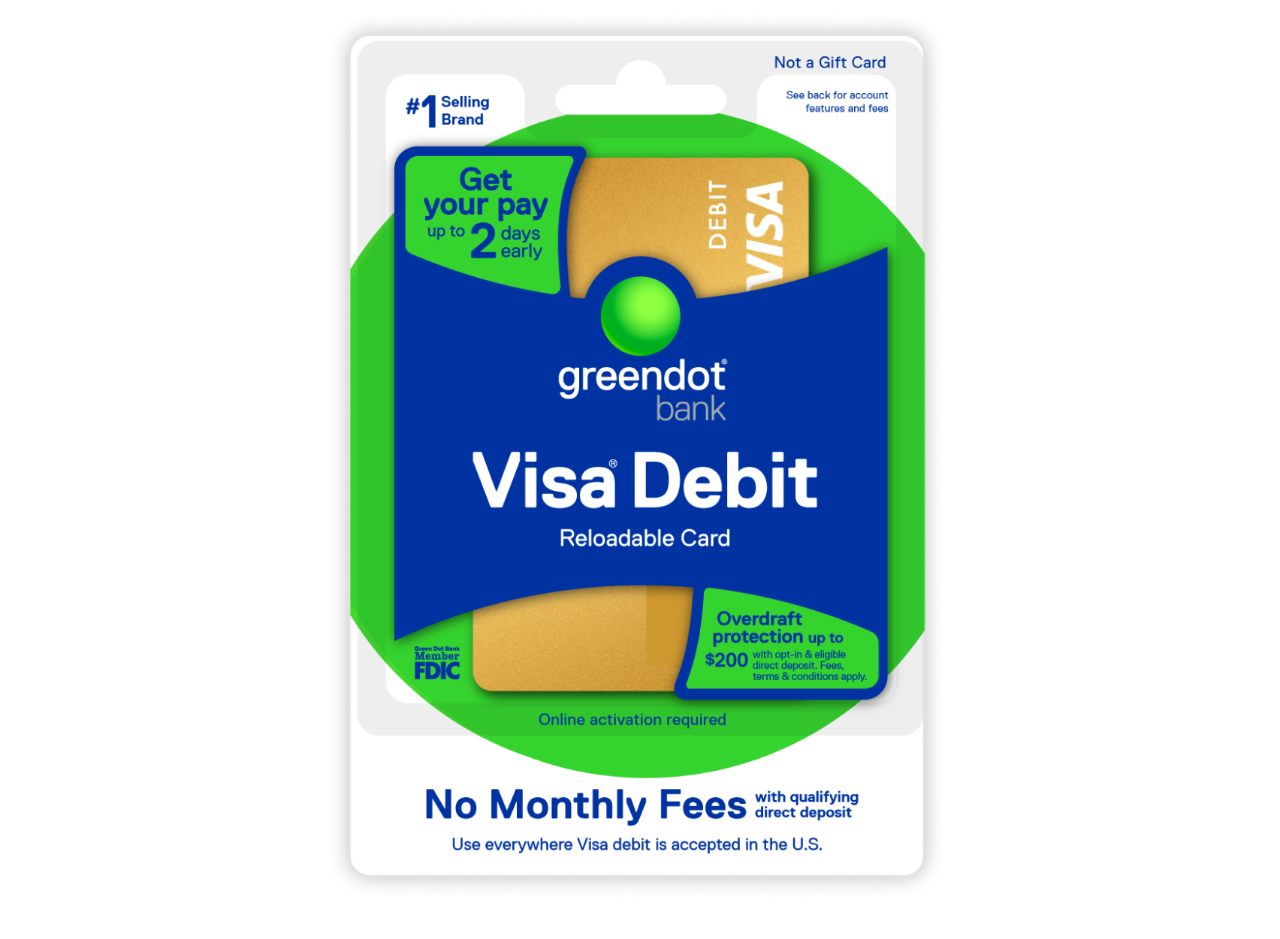 Not a Gift Card
#1 Selling
Brand
See back for account
features and fees
Get
your pay
up to 2 days
early
DEBIT
VISA
greendot®
bank
Visa® Debit
Reloadable Card
Overdraft
protection up to
$200 with opt-in & eligible
direct deposit. Fees,
terms & conditions apply.
Green Dot Bank
Member
FDIC
Online activation required
No Monthly Fees with qualifying
direct deposit
Use everywhere Visa debit is accepted in the U.S.